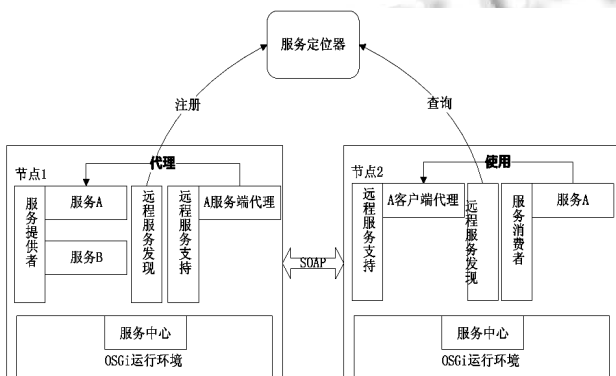 服务定位器
注册
查询
节点1
代理
服务提供者
服务A
服务B
远程服务发现
远程服务支持
A服务端代理
服务中心
OSGi运行环境
SOAP
节点2
使用
远程服务支持
A客户端代理
远程服务发现
服务消费者
服务A
服务中心
OSGi运行环境